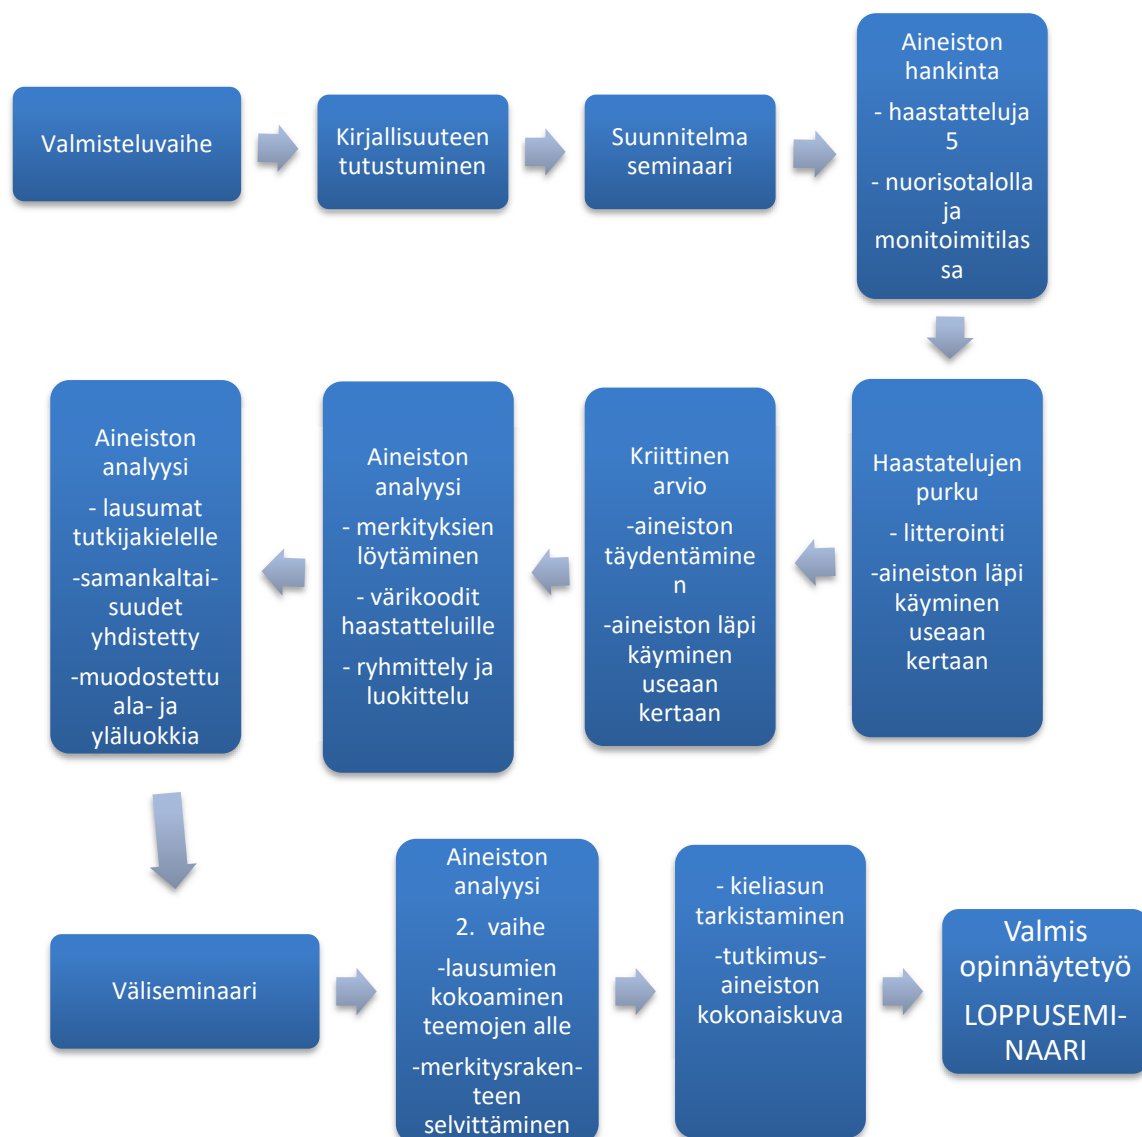 Valmisteluvaihe
Kirjallisuuteen
tutustuminen
Suunnitelma
seminaari
Aineiston
hankinta
- haastatteluja
5
- nuorisotalolla
ja
monitoimitilas
sa
Haastatelujen
purku
- litterointi
-aineiston läpi
käyminen
useaan
kertaan
Kriittinen
arvio
-aineiston
täydentämine
n
-aineiston läpi
käyminen
useaan
kertaan
Aineiston
analyysi
- merkityksien
löytäminen
- värikoodit
haastatteluille
- ryhmittely ja
luokittelu
Aineiston
analyysi
- lausumat
tutkijakielelle
-samankaltai-
suudet
yhdistetty
-muodostettu
ala- ja
yläluokkia
Väliseminaari
Aineiston
analyysi
2. vaihe
-lausumien
kokoaminen
teemojen alle
-merkitysraken-
teen
selvittäminen
- kieliasun
tarkistaminen
-tutkimus-
aineiston
kokonaiskuva
Valmis
opinnäytetyö
LOPPUSEMI-
NAARI